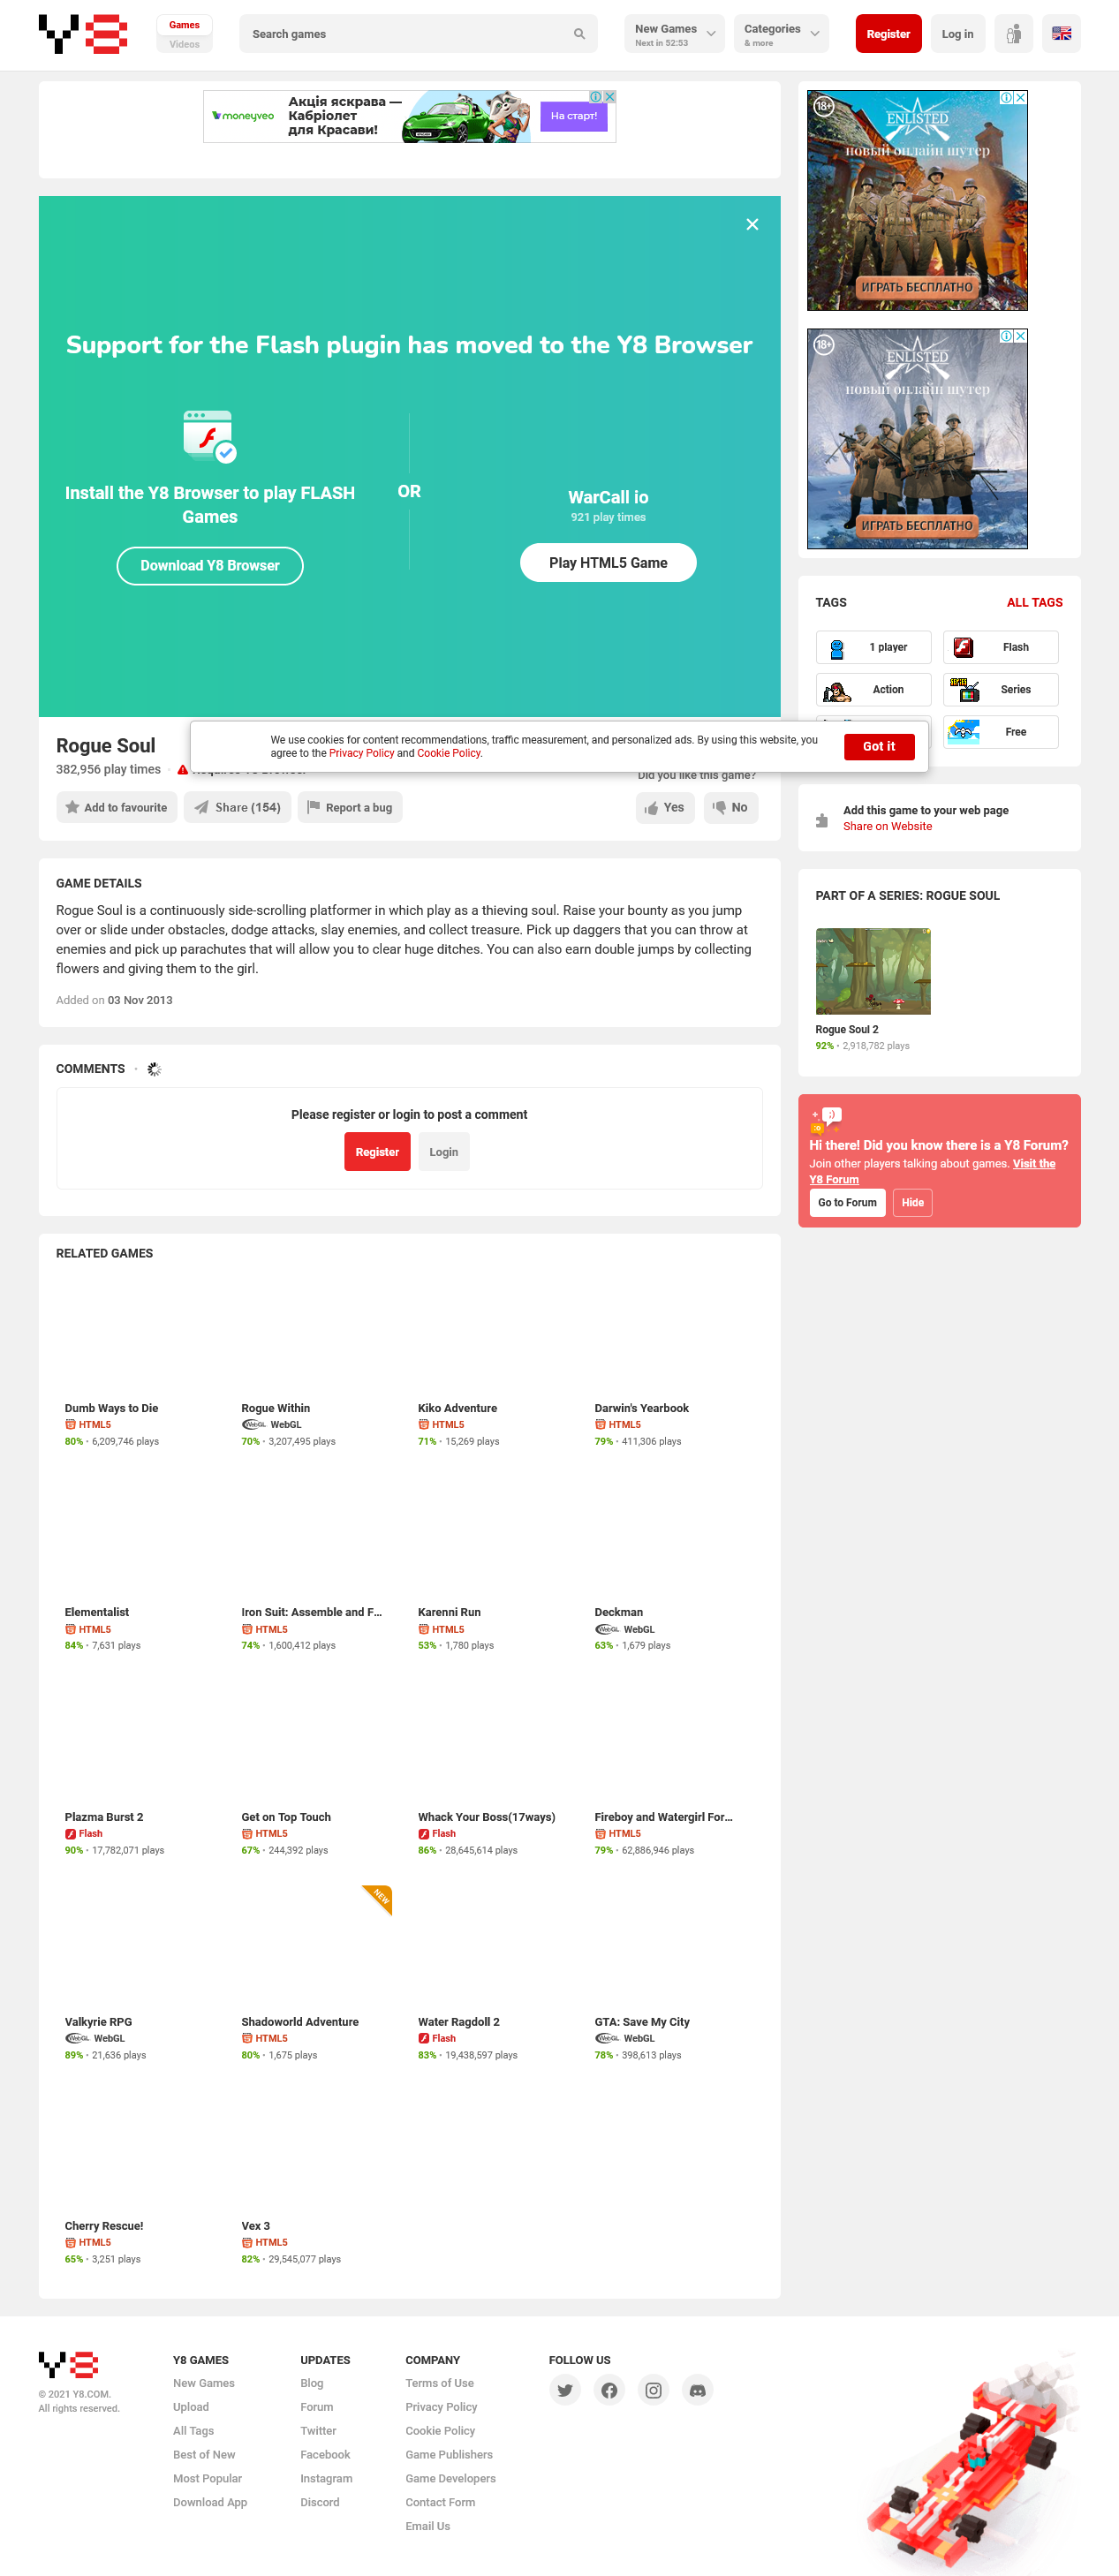 Y8
Games
Videos
Search games
New Games
Next in 52:53
Categories
& more
Register
Log in
moneyveo
Акція яскрава —
Кабріолет
для Красави!
На старт!
18+
ENLISTED
новый онлайн шутер
ИГРАТЬ БЕСПЛАТНО
18+
ENLISTED
новый онлайн шутер
ИГРАТЬ БЕСПЛАТНО
Support for the Flash plugin has moved to the Y8 Browser
Install the Y8 Browser to play FLASH
Games
Download Y8 Browser
OR
WarCall io
921 play times
Play HTML5 Game
TAGS
ALL TAGS
1 player
Flash
Action
Series
Free
Rogue Soul
382,956 play times
We use cookies for content recommendations, traffic measurement, and personalized ads. By using this website, you
agree to the Privacy Policy and Cookie Policy.
Got it
Did you like this game?
Add to favourite
Share (154)
Report a bug
Yes
No
Add this game to your web page
Share on Website
GAME DETAILS
Rogue Soul is a continuously side-scrolling platformer in which play as a thieving soul. Raise your bounty as you jump
over or slide under obstacles, dodge attacks, slay enemies, and collect treasure. Pick up daggers that you can throw at
enemies and pick up parachutes that will allow you to clear huge ditches. You can also earn double jumps by collecting
flowers and giving them to the girl.
Added on 03 Nov 2013
PART OF A SERIES: ROGUE SOUL
Rogue Soul 2
92% • 2,918,782 plays
COMMENTS •
Please register or login to post a comment
Register
Login
Hi there! Did you know there is a Y8 Forum?
Join other players talking about games. Visit the
Y8 Forum
Go to Forum
Hide
RELATED GAMES
Dumb Ways to Die
HTML5
80% • 6,209,746 plays
Rogue Within
WebGL
70% • 3,207,495 plays
Kiko Adventure
HTML5
71% • 15,269 plays
Darwin's Yearbook
HTML5
79% • 411,306 plays
Elementalist
HTML5
84% • 7,631 plays
Iron Suit: Assemble and F...
HTML5
74% • 1,600,412 plays
Karenni Run
HTML5
53% • 1,780 plays
Deckman
WebGL
63% • 1,679 plays
Plazma Burst 2
Flash
90% • 17,782,071 plays
Get on Top Touch
HTML5
67% • 244,392 plays
Whack Your Boss(17ways)
Flash
86% • 28,645,614 plays
Fireboy and Watergirl For...
HTML5
79% • 62,886,946 plays
Valkyrie RPG
WebGL
89% • 21,636 plays
NEW
Shadoworld Adventure
HTML5
80% • 1,675 plays
Water Ragdoll 2
Flash
83% • 19,438,597 plays
GTA: Save My City
WebGL
78% • 398,613 plays
Cherry Rescue!
HTML5
65% • 3,251 plays
Vex 3
HTML5
82% • 29,545,077 plays
Y8
© 2021 Y8.COM.
All rights reserved.
Y8 GAMES
New Games
Upload
All Tags
Best of New
Most Popular
Download App
UPDATES
Blog
Forum
Twitter
Facebook
Instagram
Discord
COMPANY
Terms of Use
Privacy Policy
Cookie Policy
Game Publishers
Game Developers
Contact Form
Email Us
FOLLOW US